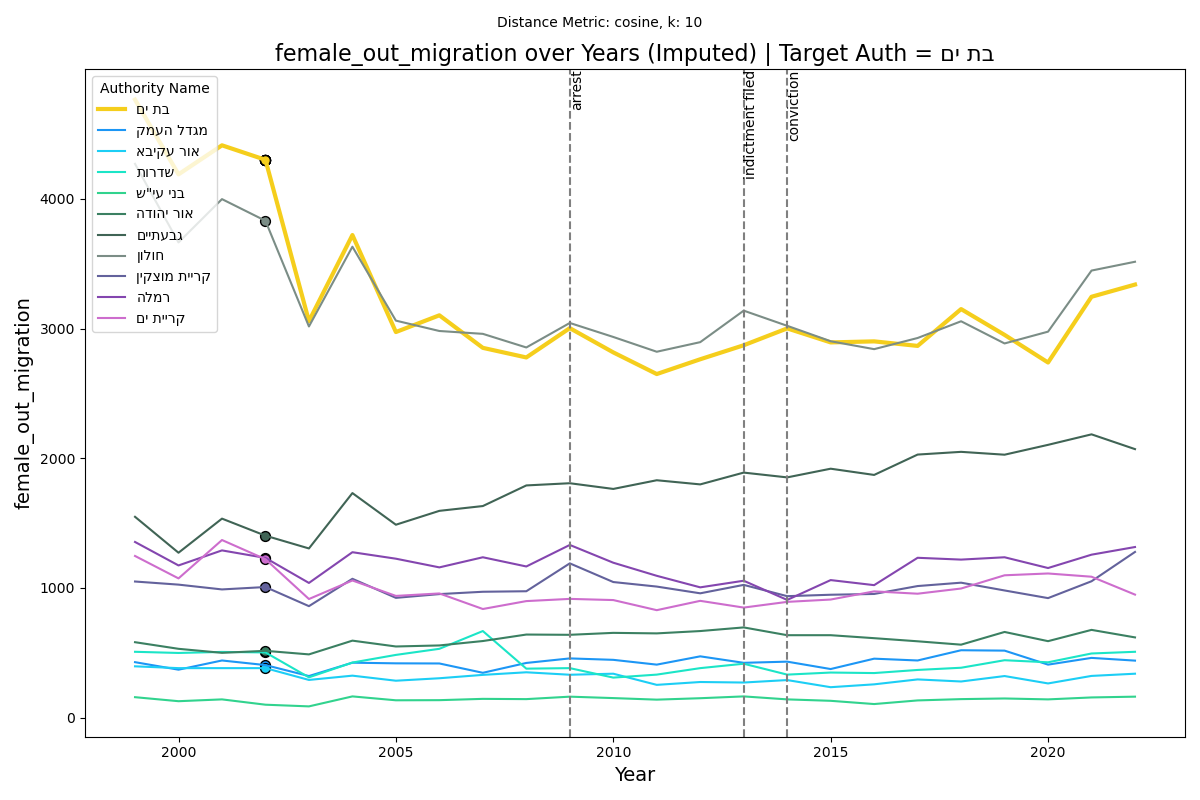 Distance Metric: cosine, k: 10
female_out_migration over Years (Imputed) | Target Auth = בת ים
Authority Name
בת ים
מגדל העמק
אור עקיבא
שדרות
בני עי"ש
אור יהודה
גבעתיים
חולון
קריית מוצקין
רמלה
קריית ים
arrest
indictment filed
conviction
4000
3000
2000
1000
0
female_out_migration
2000 2005 2010 2015 2020
Year